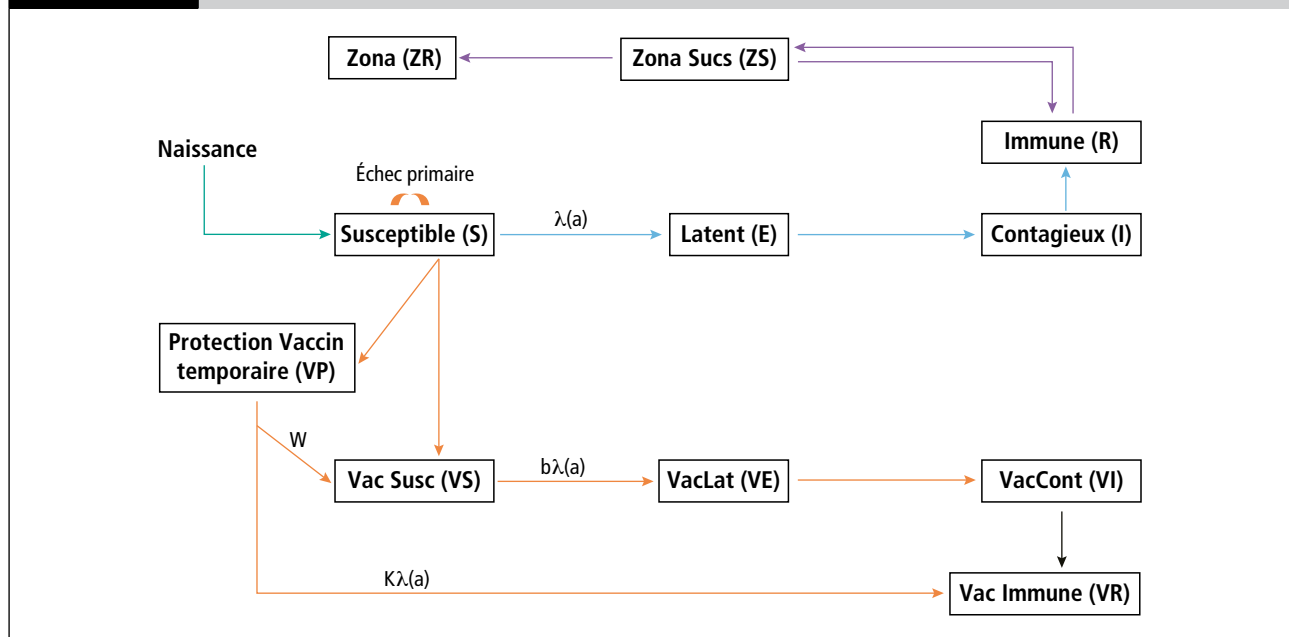 Zona (ZR)
Zona Sucs (ZS)
Immune (R)
Naissance
Échec primaire
Susceptible (S)
λ(a)
Latent (E)
Contagieux (I)
Protection Vaccin
temporaire (VP)
W
Vac Susc (VS)
bλ(a)
VacLat (VE)
VacCont (VI)
Kλ(a)
Vac Immune (VR)